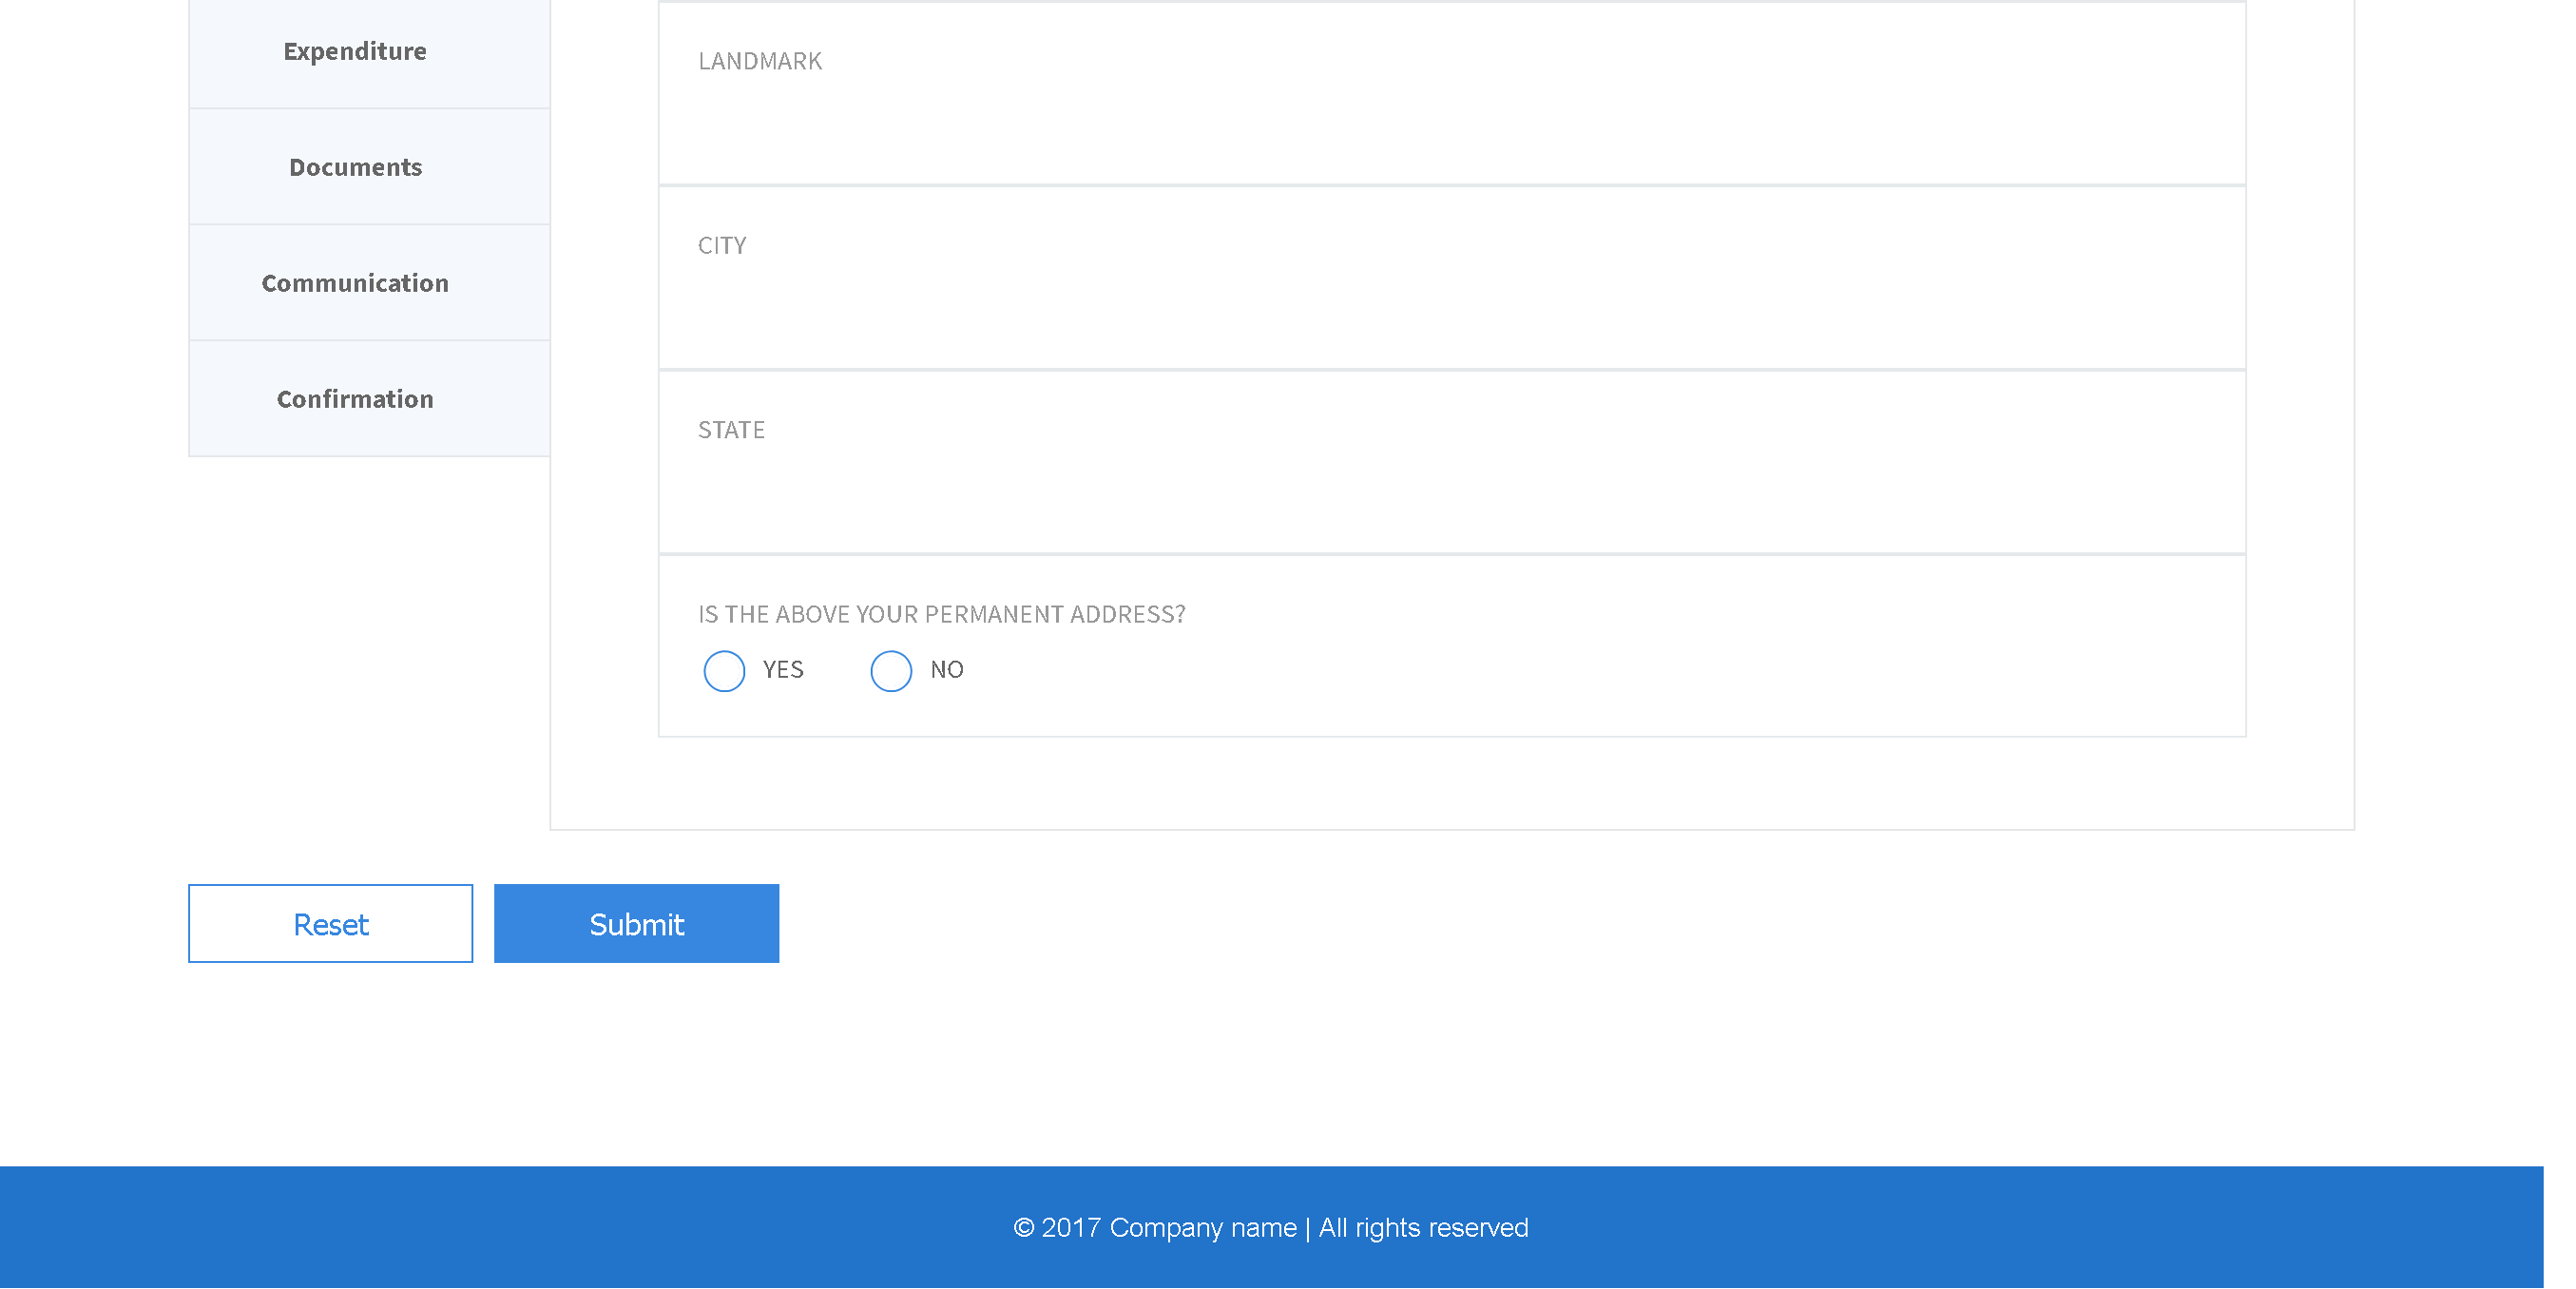 Expenditure
Documents
Communication
Confirmation
LANDMARK
CITY
STATE
IS THE ABOVE YOUR PERMANENT ADDRESS?
YES NO
Reset Submit
© 2017 Company name | All rights reserved